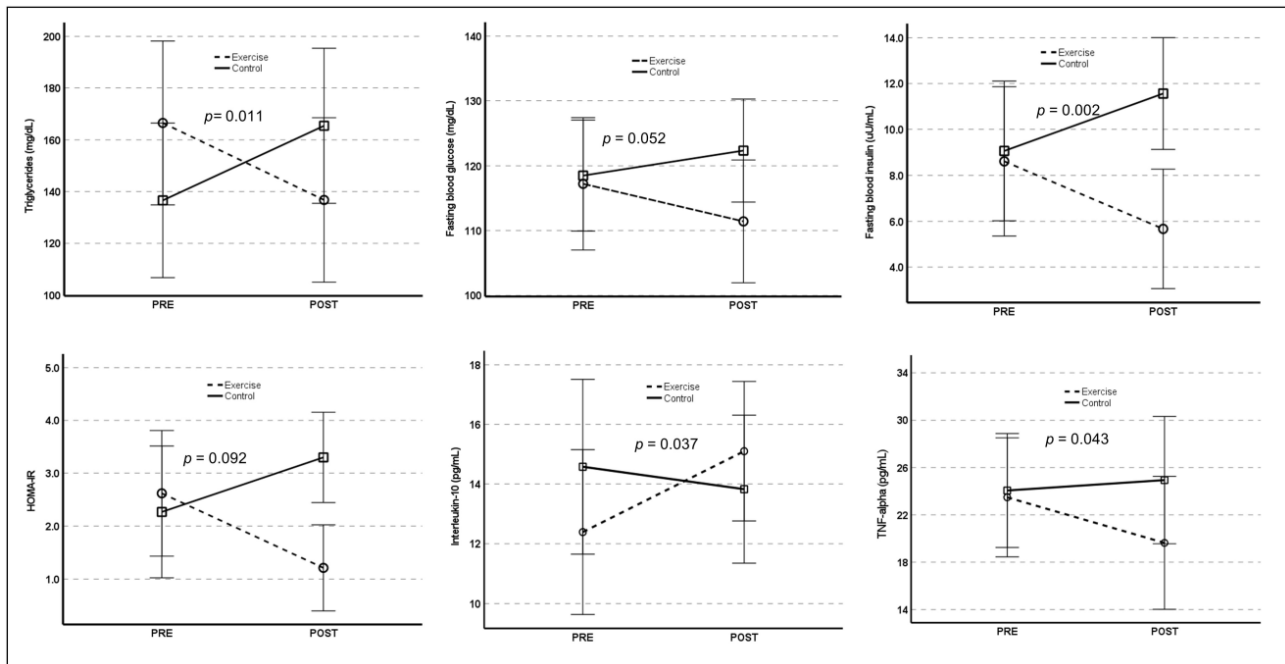 Triglycerides (mg/dL)
200
180
160
140
120
100
Exercise
Control
p= 0.011
PRE
POST
Fasting blood glucose (mg/dL)
140
130
120
110
100
Exercise
Control
p = 0.052
PRE
POST
Fasting blood insulin (uU/mL)
14.0
12.0
10.0
8.0
6.0
4.0
Exercise
Control
p = 0.002
PRE
POST
HOMA-IR
5.0
4.0
3.0
2.0
1.0
Exercise
Control
p = 0.092
PRE
POST
Interleukin-10 (pg/mL)
18
16
14
12
10
Exercise
Control
p = 0.037
PRE
POST
TNF-alpha (pg/mL)
34
30
26
22
18
14
Exercise
Control
p = 0.043
PRE
POST